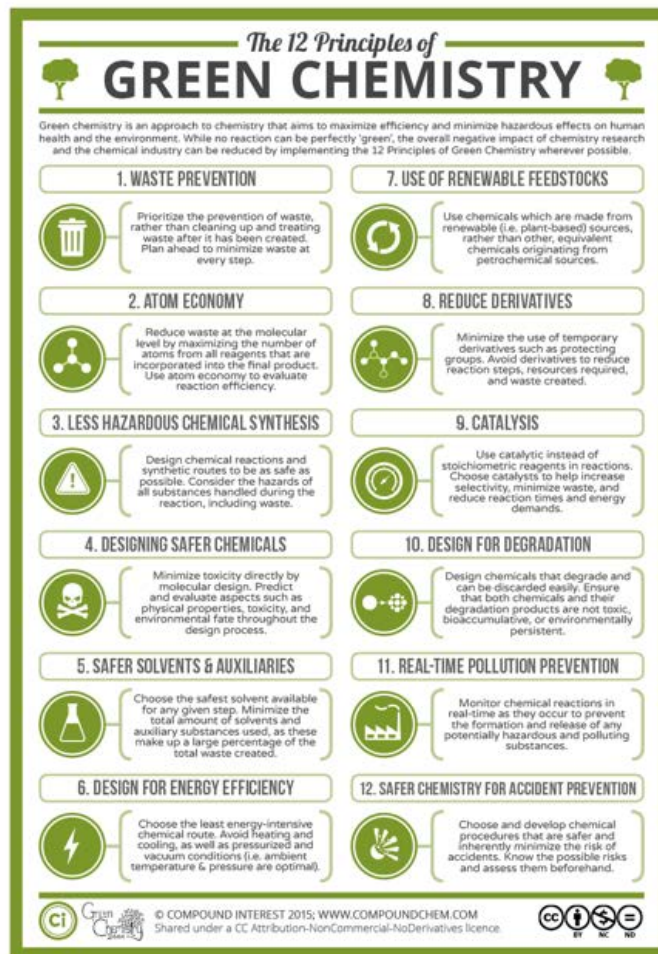 The 12 Principles of
GREEN CHEMISTRY
Green chemistry is an approach to chemistry that aims to maximize efficiency and minimize hazardous effects on human
health and the environment. While no reaction can be perfectly 'green', the overall negative impact of chemistry research
and the chemical industry can be reduced by implementing the 12 Principles of Green Chemistry wherever possible.
1. WASTE PREVENTION
Prioritize the prevention of waste,
rather than cleaning up and treating
waste after it has been created.
Plan ahead to minimize waste at
every step.
2. ATOM ECONOMY
Reduce waste at the molecular
level by maximizing the number of
atoms from all reagents that are
incorporated into the final product.
Use atom economy to evaluate
reaction efficiency.
3. LESS HAZARDOUS CHEMICAL SYNTHESIS
Design chemical reactions and
synthetic routes to be as safe as
possible. Consider the hazards of
all substances handled during the
reaction, including waste.
4. DESIGNING SAFER CHEMICALS
Minimize toxicity directly by
molecular design. Predict
and evaluate aspects such as
physical properties, toxicity, and
environmental fate throughout the
design process.
5. SAFER SOLVENTS & AUXILIARIES
Choose the safest solvent available
for any given step. Minimize the
total amount of solvents and
auxiliary substances used, as these
make up a large percentage of the
total waste created.
6. DESIGN FOR ENERGY EFFICIENCY
Choose the least energy-intensive
chemical route. Avoid heating and
cooling, as well as pressurized and
vacuum conditions (i.e. ambient
temperature & pressure are optimal).
7. USE OF RENEWABLE FEEDSTOCKS
Use chemicals which are made from
renewable (i.e. plant-based) sources,
rather than other, equivalent
chemicals originating from
petrochemical sources.
8. REDUCE DERIVATIVES
Minimize the use of temporary
derivatives such as protecting
groups. Avoid derivatives to reduce
reaction steps, resources required,
and waste created.
9. CATALYSIS
Use catalytic instead of
stoichiometric reagents in reactions.
Choose catalysts to help increase
selectivity, minimize waste, and
reduce reaction times and energy
demands.
10. DESIGN FOR DEGRADATION
Design chemicals that degrade and
can be discarded easily. Ensure
that both chemicals and their
degradation products are not toxic,
bioaccumulative, or environmentally
persistent.
11. REAL-TIME POLLUTION PREVENTION
Monitor chemical reactions in
real-time as they occur to prevent
the formation and release of any
potentially hazardous and polluting
substances.
12. SAFER CHEMISTRY FOR ACCIDENT PREVENTION
Choose and develop chemical
procedures that are safer and
inherently minimize the risk of
accidents. Know the possible risks
and assess them beforehand.
Ci
Green Chemistry
© COMPOUND INTEREST 2015; WWW.COMPOUNDCHEM.COM
Shared under a CC Attribution-NonCommercial-NoDerivatives licence.
cc
BY NC ND